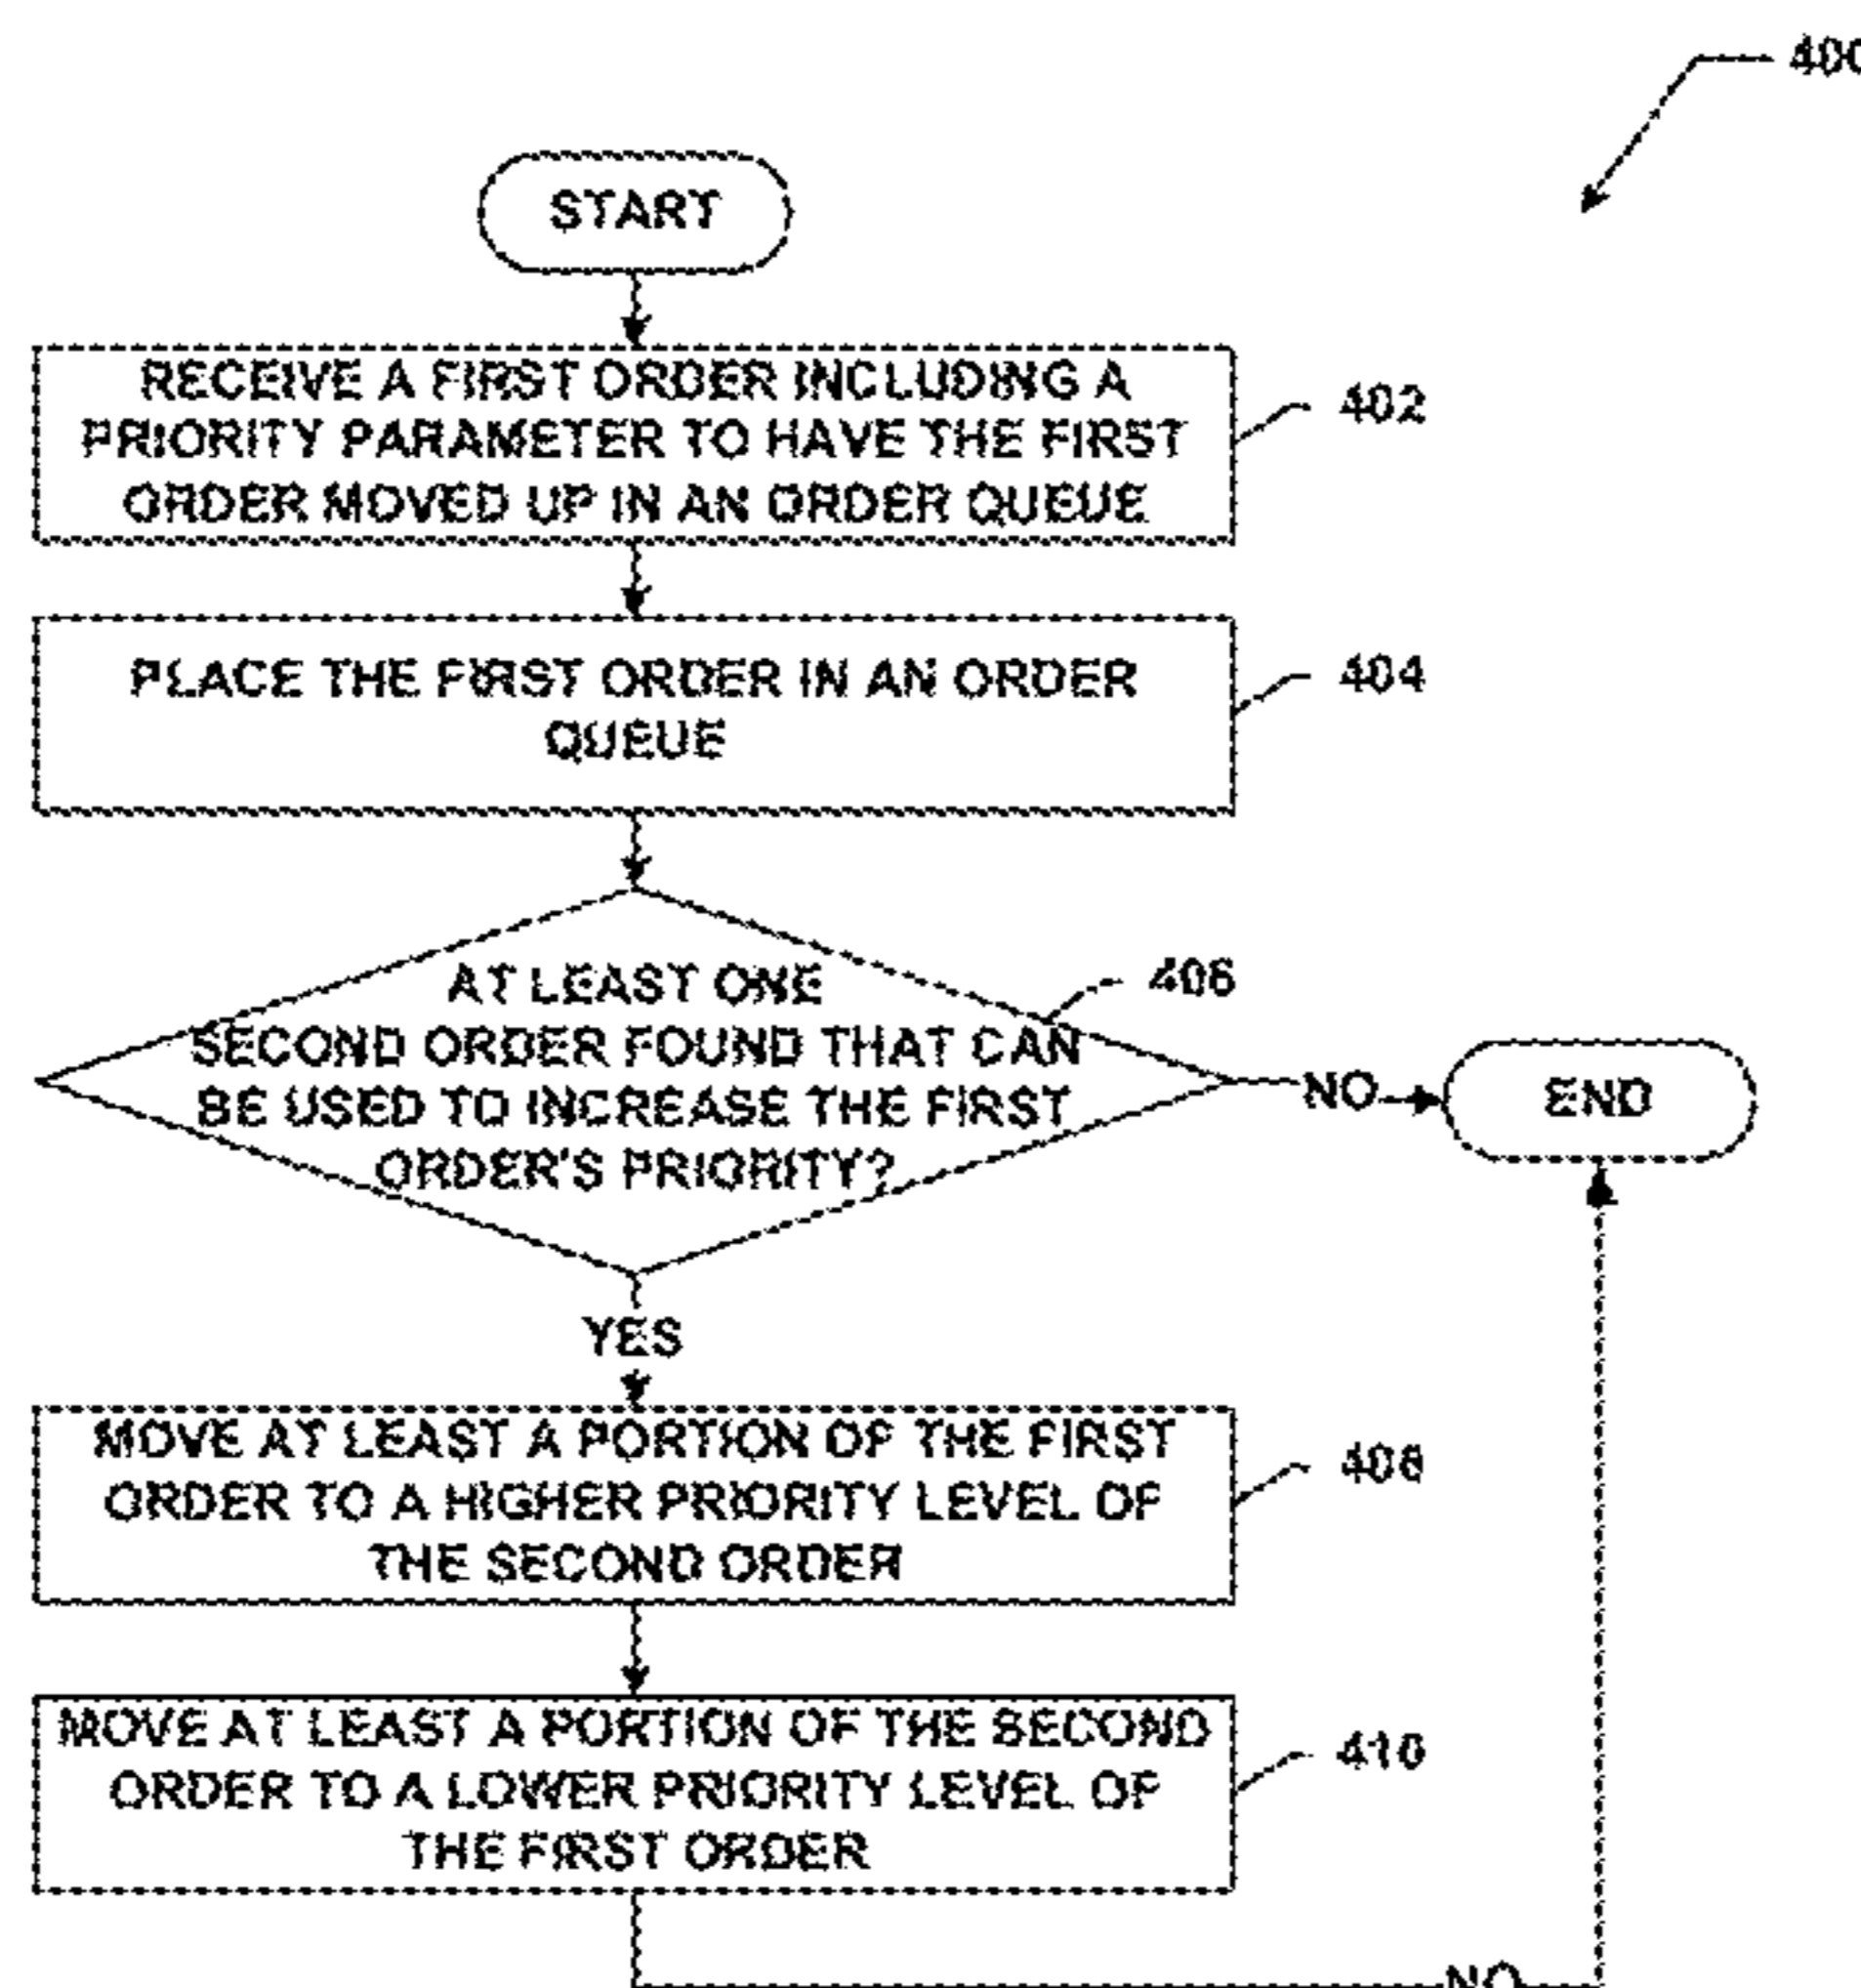 400
START
RECEIVE A FIRST ORDER INCLUDING A
PRIORITY PARAMETER TO HAVE THE FIRST
ORDER MOVED UP IN AN ORDER QUEUE
402
PLACE THE FIRST ORDER IN AN ORDER
QUEUE
404
AT LEAST ONE
SECOND ORDER FOUND THAT CAN
BE USED TO INCREASE THE FIRST
ORDER'S PRIORITY?
406
NO
END
YES
MOVE AT LEAST A PORTION OF THE FIRST
ORDER TO A HIGHER PRIORITY LEVEL OF
THE SECOND ORDER
408
MOVE AT LEAST A PORTION OF THE SECOND
ORDER TO A LOWER PRIORITY LEVEL OF
THE FIRST ORDER
410
NO